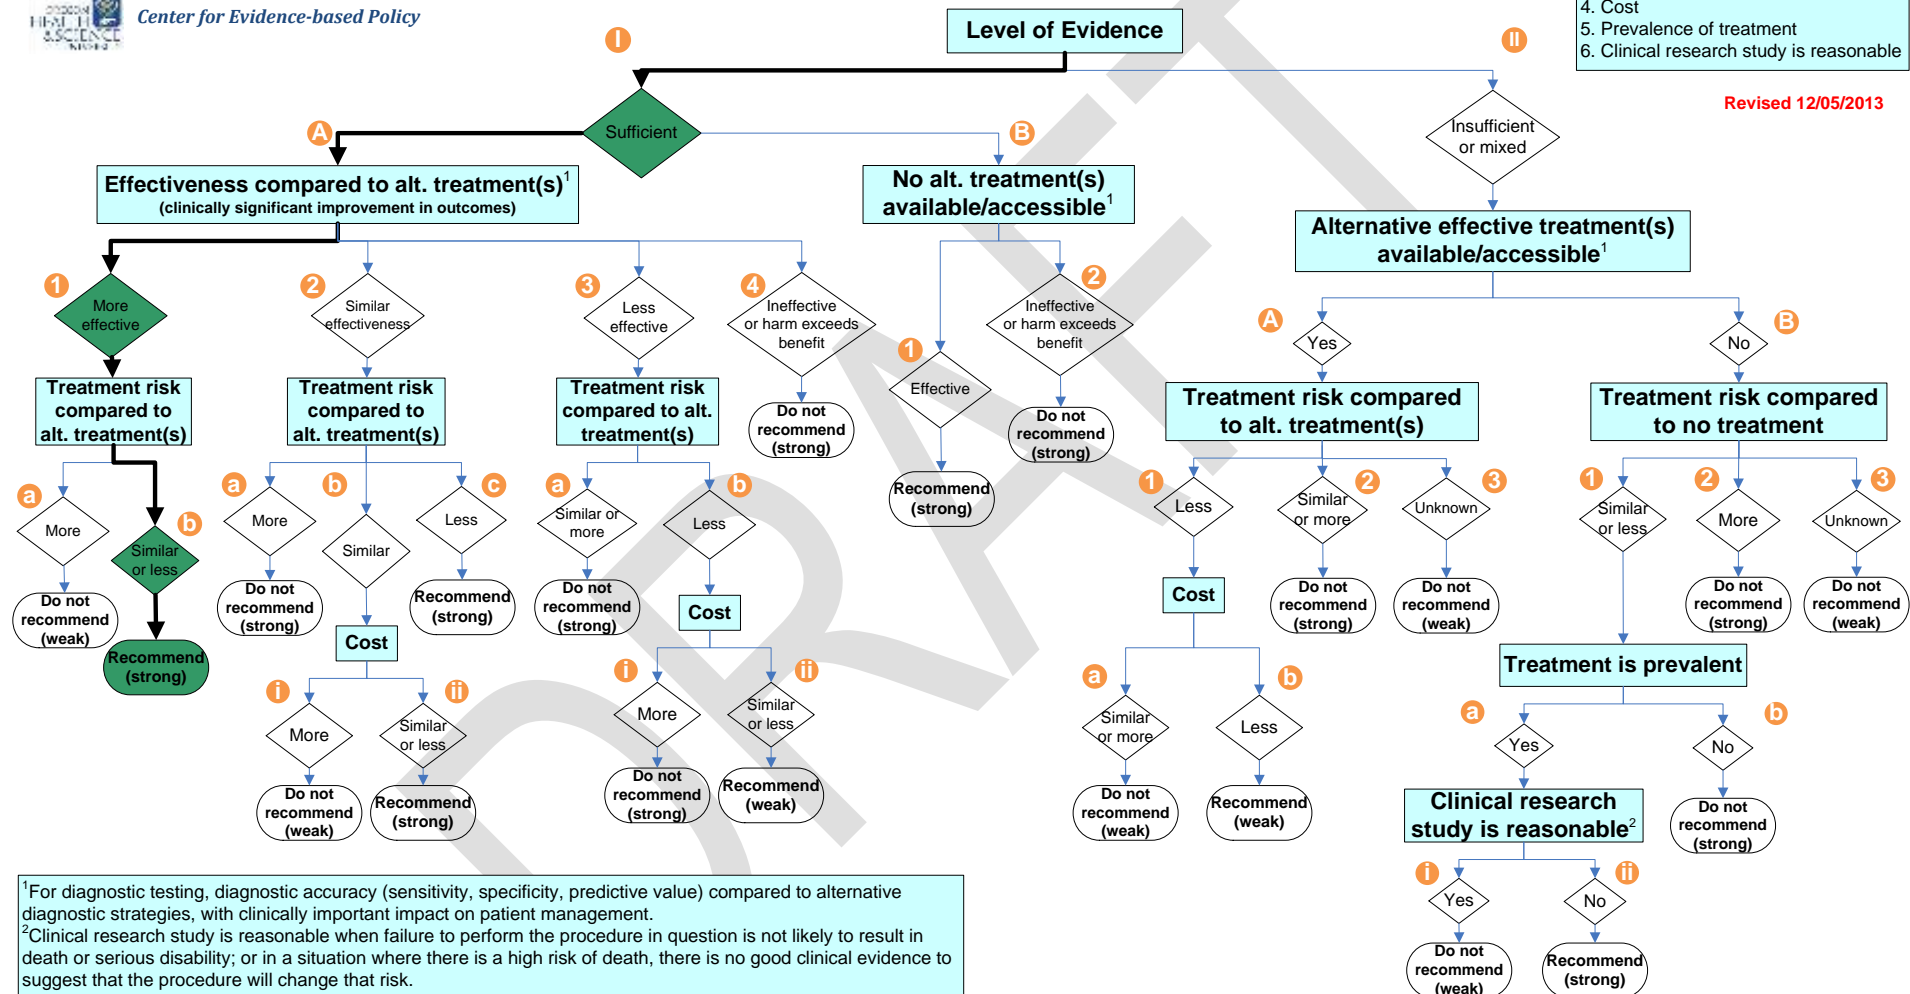 OREGON
HEALTH
& SCIENCE
UNIVERSITY
Center for Evidence-based Policy
4. Cost
5. Prevalence of treatment
6. Clinical research study is reasonable
Revised 12/05/2013
Level of Evidence
I
II
Sufficient
Insufficient
or mixed
A
B
Effectiveness compared to alt. treatment(s)1
(clinically significant improvement in outcomes)
No alt. treatment(s)
available/accessible1
Alternative effective treatment(s)
available/accessible1
1
More
effective
2
Similar
effectiveness
3
Less
effective
4
Ineffective
or harm exceeds
benefit
1
Effective
2
Ineffective
or harm exceeds
benefit
A
Yes
B
No
Treatment risk
compared to
alt. treatment(s)
Treatment risk
compared to
alt. treatment(s)
Treatment risk
compared to alt.
treatment(s)
Do not
recommend
(strong)
Recommend
(strong)
Do not
recommend
(strong)
Treatment risk compared
to alt. treatment(s)
Treatment risk compared
to no treatment
a
More
b
Similar
or less
a
More
b
Similar
c
Less
a
Similar or
more
b
Less
1
Less
2
Similar
or more
3
Unknown
1
Similar
or less
2
More
3
Unknown
Do not
recommend
(weak)
Recommend
(strong)
Do not
recommend
(strong)
Cost
Recommend
(strong)
Do not
recommend
(strong)
Cost
Cost
Do not
recommend
(strong)
Do not
recommend
(weak)
Do not
recommend
(strong)
Do not
recommend
(weak)
Treatment is prevalent
i
More
ii
Similar
or less
i
More
ii
Similar
or less
a
Similar
or more
b
Less
a
Yes
b
No
Do not
recommend
(weak)
Recommend
(strong)
Do not
recommend
(strong)
Recommend
(weak)
Do not
recommend
(weak)
Recommend
(weak)
Clinical research
study is reasonable2
Do not
recommend
(strong)
i
Yes
ii
No
Do not
recommend
(weak)
Recommend
(strong)
1For diagnostic testing, diagnostic accuracy (sensitivity, specificity, predictive value) compared to alternative
diagnostic strategies, with clinically important impact on patient management.
2Clinical research study is reasonable when failure to perform the procedure in question is not likely to result in
death or serious disability; or in a situation where there is a high risk of death, there is no good clinical evidence to
suggest that the procedure will change that risk.
DRAFT